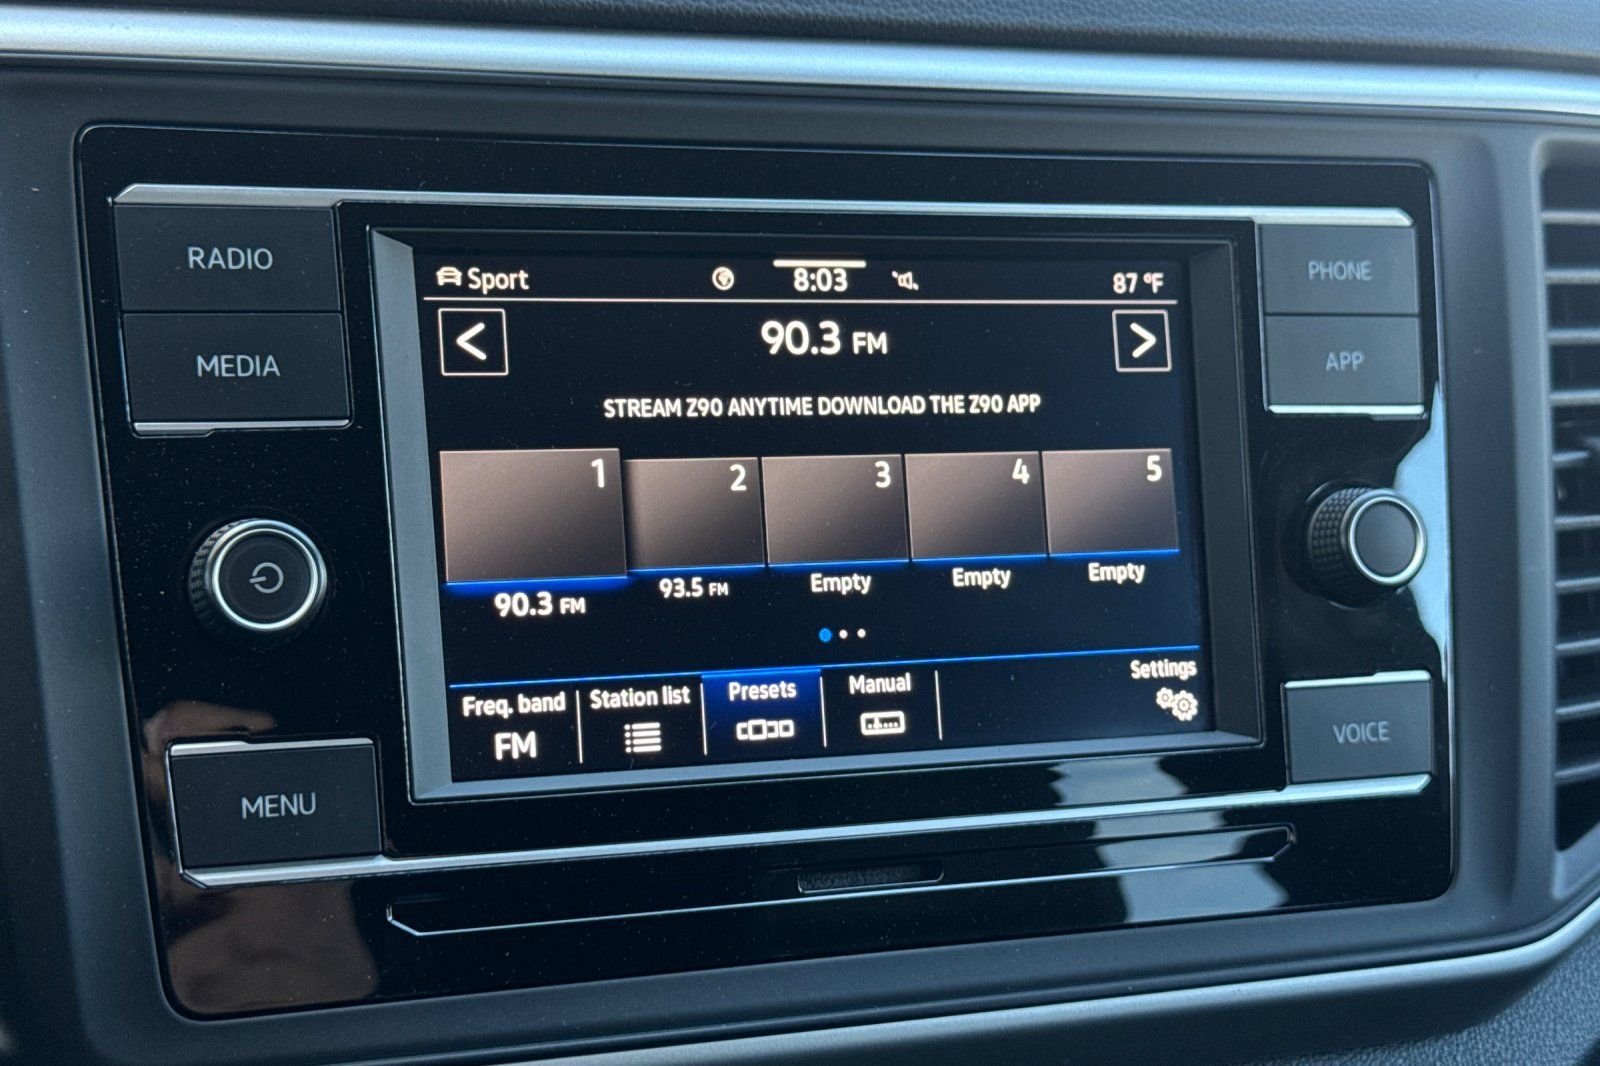 RADIO
MEDIA
MENU
PHONE
APP
VOICE
Sport 8:03 87 °F
90.3 FM
STREAM Z90 ANYTIME DOWNLOAD THE Z90 APP
1 2 3 4 5
90.3 FM 93.5 FM Empty Empty Empty
Freq. band Station list Presets Manual Settings
FM